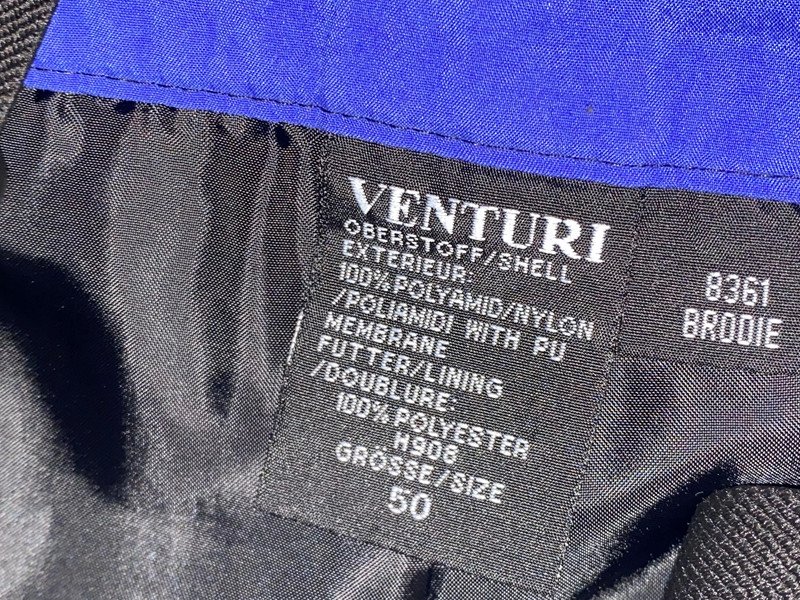 VENTURI
OBERSTOFF/SHELL
EXTERIEUR:
100% POLYAMID/NYLON
/POLIAMIDI WITH PU
MEMBRANE
FUTTER/LINING
/DOUBLURE:
100% POLYESTER
H908
GRÖSSE/SIZE
50
8361
BRODIE